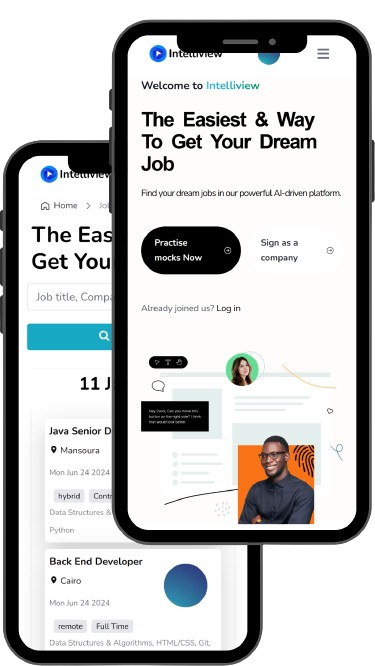 Intelliview
Welcome to Intelliview
The Easiest & Way
To Get Your Dream
Job
Find your dream jobs in our powerful AI-driven platform.
Practise
mocks Now
Sign as a
company
Already joined us? Log in
Hey Carol, Can you move this
button on the right side? I think
that would look better.
Intelliview
Home > Job
The Eas
Get You
Job title, Compa
11 J
Java Senior D
Mansoura
Mon Jun 24 2024
hybrid Contr
Data Structures &
Python
Back End Developer
Cairo
Mon Jun 24 2024
remote Full Time
Data Structures & Algorithms, HTML/CSS, Git,